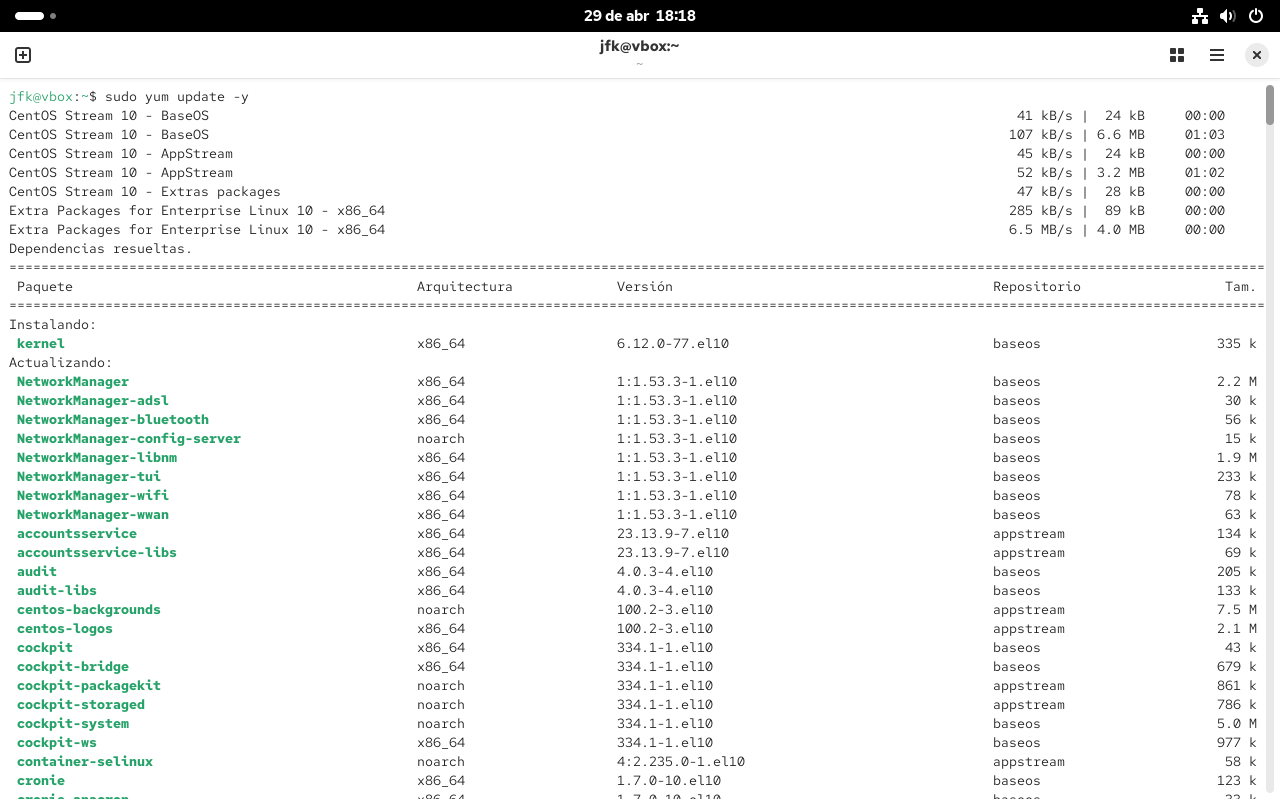 29 de abr 18:18
jfk@vbox:~
~
jfk@vbox:~$ sudo yum update -y
CentOS Stream 10 - BaseOS 41 kB/s | 24 kB 00:00
CentOS Stream 10 - BaseOS 107 kB/s | 6.6 MB 01:03
CentOS Stream 10 - AppStream 45 kB/s | 24 kB 00:00
CentOS Stream 10 - AppStream 52 kB/s | 3.2 MB 01:02
CentOS Stream 10 - Extras packages 47 kB/s | 28 kB 00:00
Extra Packages for Enterprise Linux 10 - x86_64 285 kB/s | 89 kB 00:00
Extra Packages for Enterprise Linux 10 - x86_64 6.5 MB/s | 4.0 MB 00:00
Dependencias resueltas.
Paquete Arquitectura Versión Repositorio Tam.
Instalando:
kernel x86_64 6.12.0-77.el10 baseos 335 k
Actualizando:
NetworkManager x86_64 1:1.53.3-1.el10 baseos 2.2 M
NetworkManager-adsl x86_64 1:1.53.3-1.el10 baseos 30 k
NetworkManager-bluetooth x86_64 1:1.53.3-1.el10 baseos 56 k
NetworkManager-config-server noarch 1:1.53.3-1.el10 baseos 15 k
NetworkManager-libnm x86_64 1:1.53.3-1.el10 baseos 1.9 M
NetworkManager-tui x86_64 1:1.53.3-1.el10 baseos 233 k
NetworkManager-wifi x86_64 1:1.53.3-1.el10 baseos 78 k
NetworkManager-wwan x86_64 1:1.53.3-1.el10 baseos 63 k
accountsservice x86_64 23.13.9-7.el10 appstream 134 k
accountsservice-libs x86_64 23.13.9-7.el10 appstream 69 k
audit x86_64 4.0.3-4.el10 baseos 205 k
audit-libs x86_64 4.0.3-4.el10 baseos 133 k
centos-backgrounds noarch 100.2-3.el10 appstream 7.5 M
centos-logos x86_64 100.2-3.el10 appstream 2.1 M
cockpit x86_64 334.1-1.el10 baseos 43 k
cockpit-bridge x86_64 334.1-1.el10 baseos 679 k
cockpit-packagekit noarch 334.1-1.el10 appstream 861 k
cockpit-storaged noarch 334.1-1.el10 appstream 786 k
cockpit-system noarch 334.1-1.el10 baseos 5.0 M
cockpit-ws x86_64 334.1-1.el10 baseos 977 k
container-selinux noarch 4:2.235.0-1.el10 appstream 58 k
cronie x86_64 1.7.0-10.el10 baseos 123 k